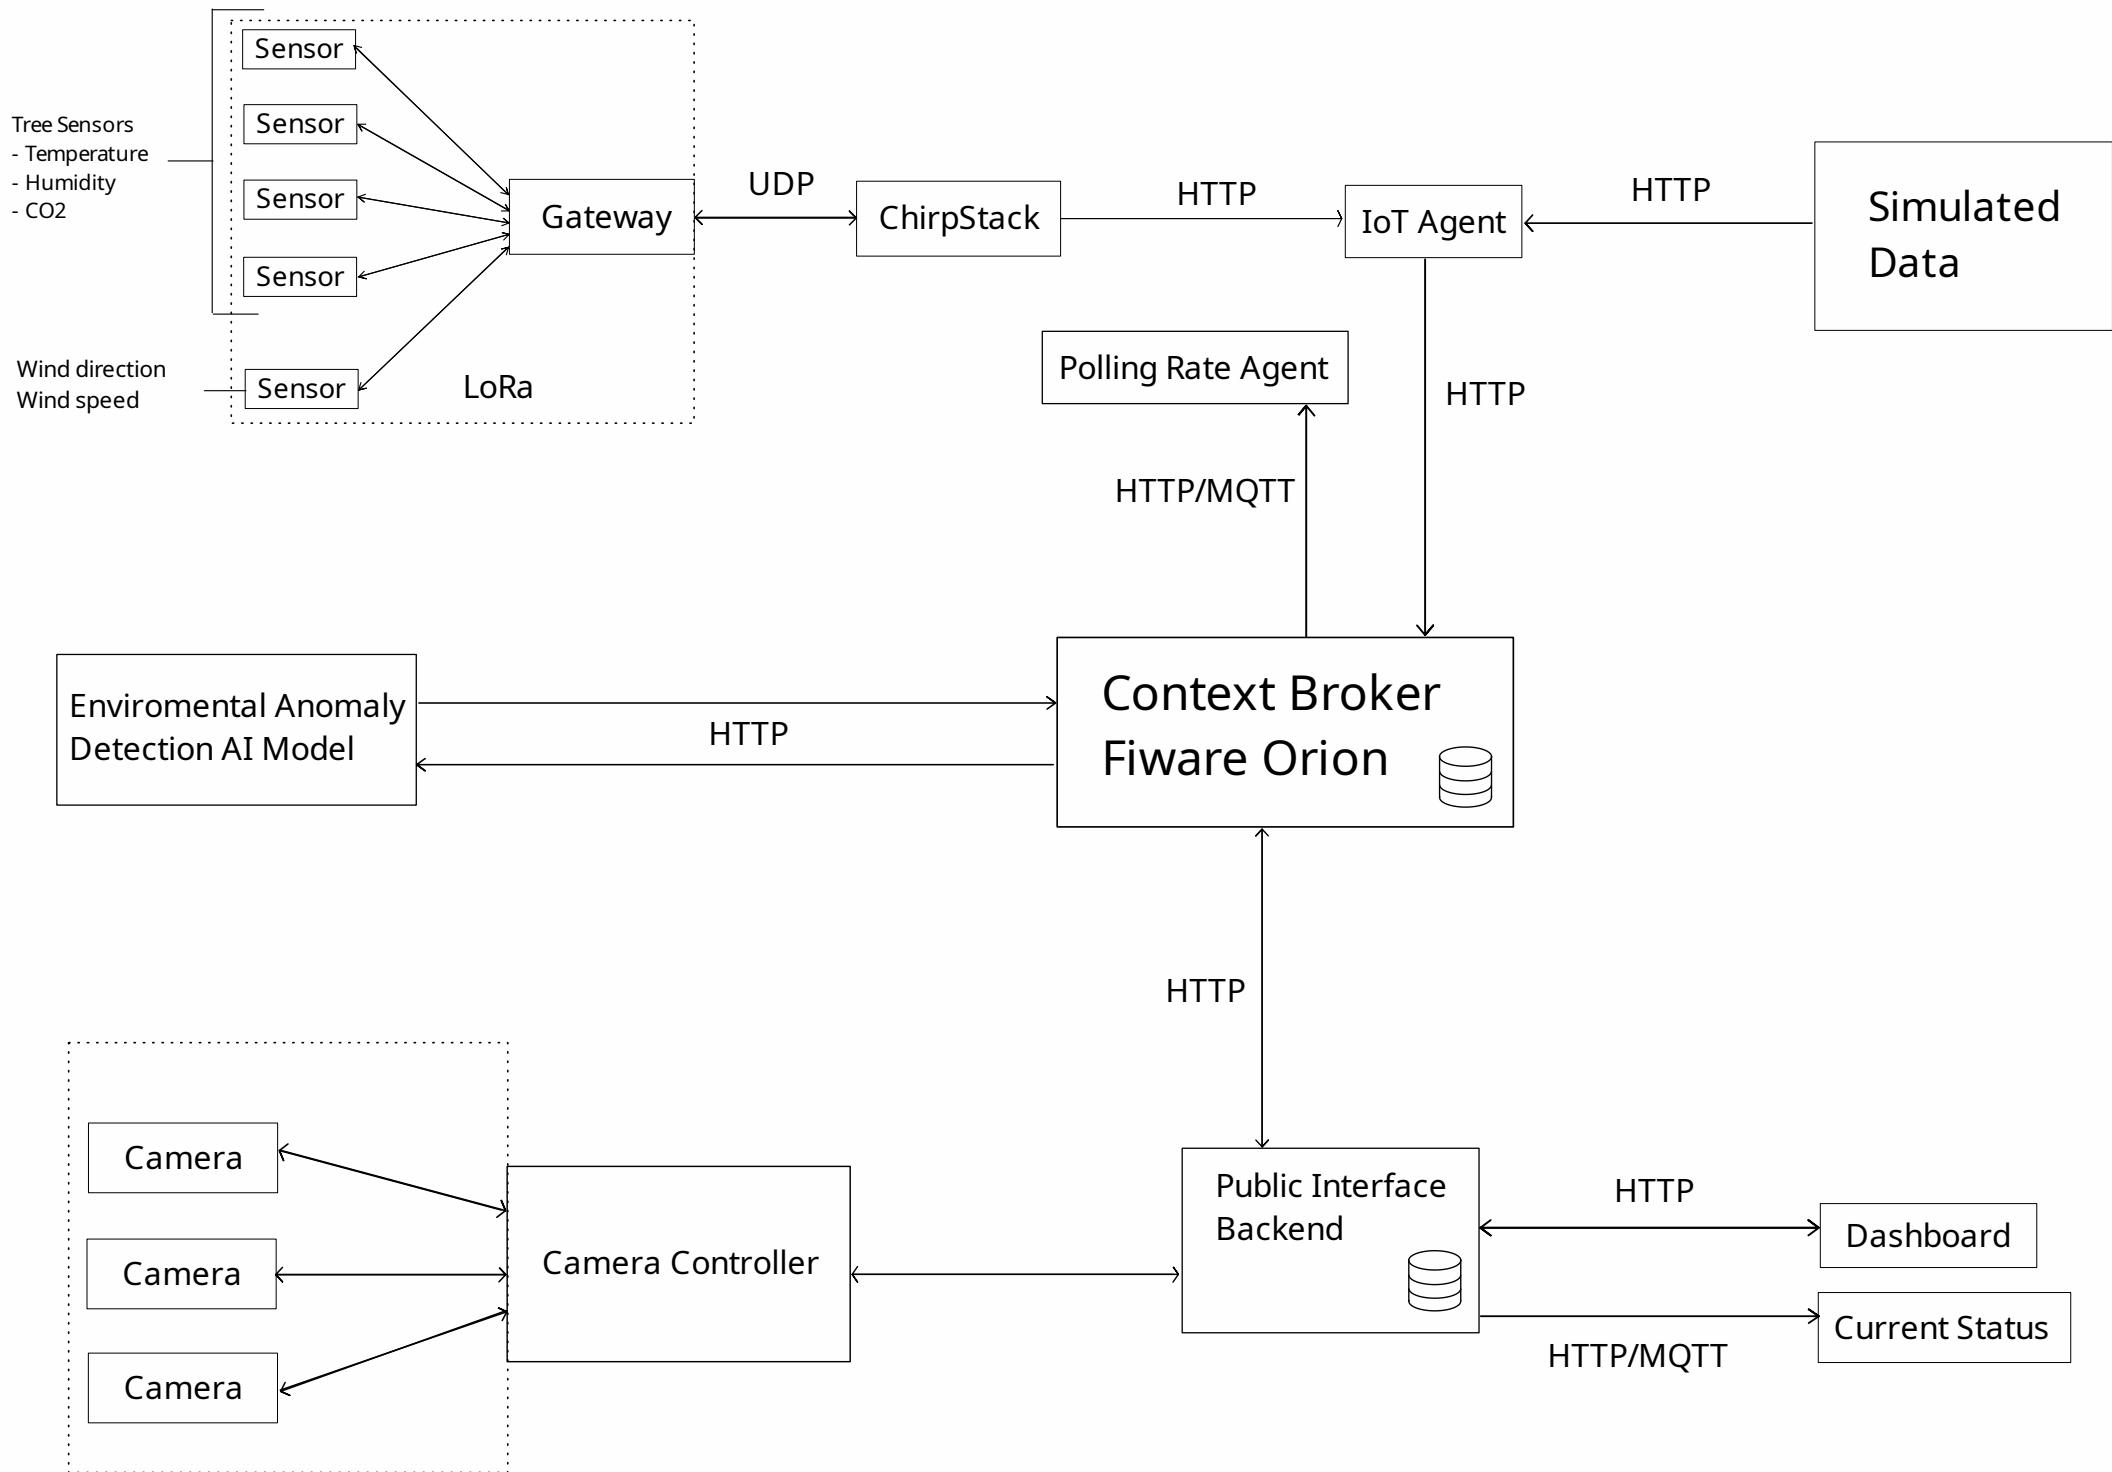 Sensor
Sensor
Sensor
Sensor
Sensor
Tree Sensors
- Temperature
- Humidity
- CO2
Wind direction
Wind speed
LoRa
Gateway
UDP
ChirpStack
HTTP
IoT Agent
HTTP
Simulated
Data
Polling Rate Agent
HTTP
HTTP/MQTT
Enviromental Anomaly
Detection AI Model
HTTP
Context Broker
Fiware Orion
HTTP
Camera
Camera
Camera
Camera Controller
Public Interface
Backend
HTTP
Dashboard
Current Status
HTTP/MQTT